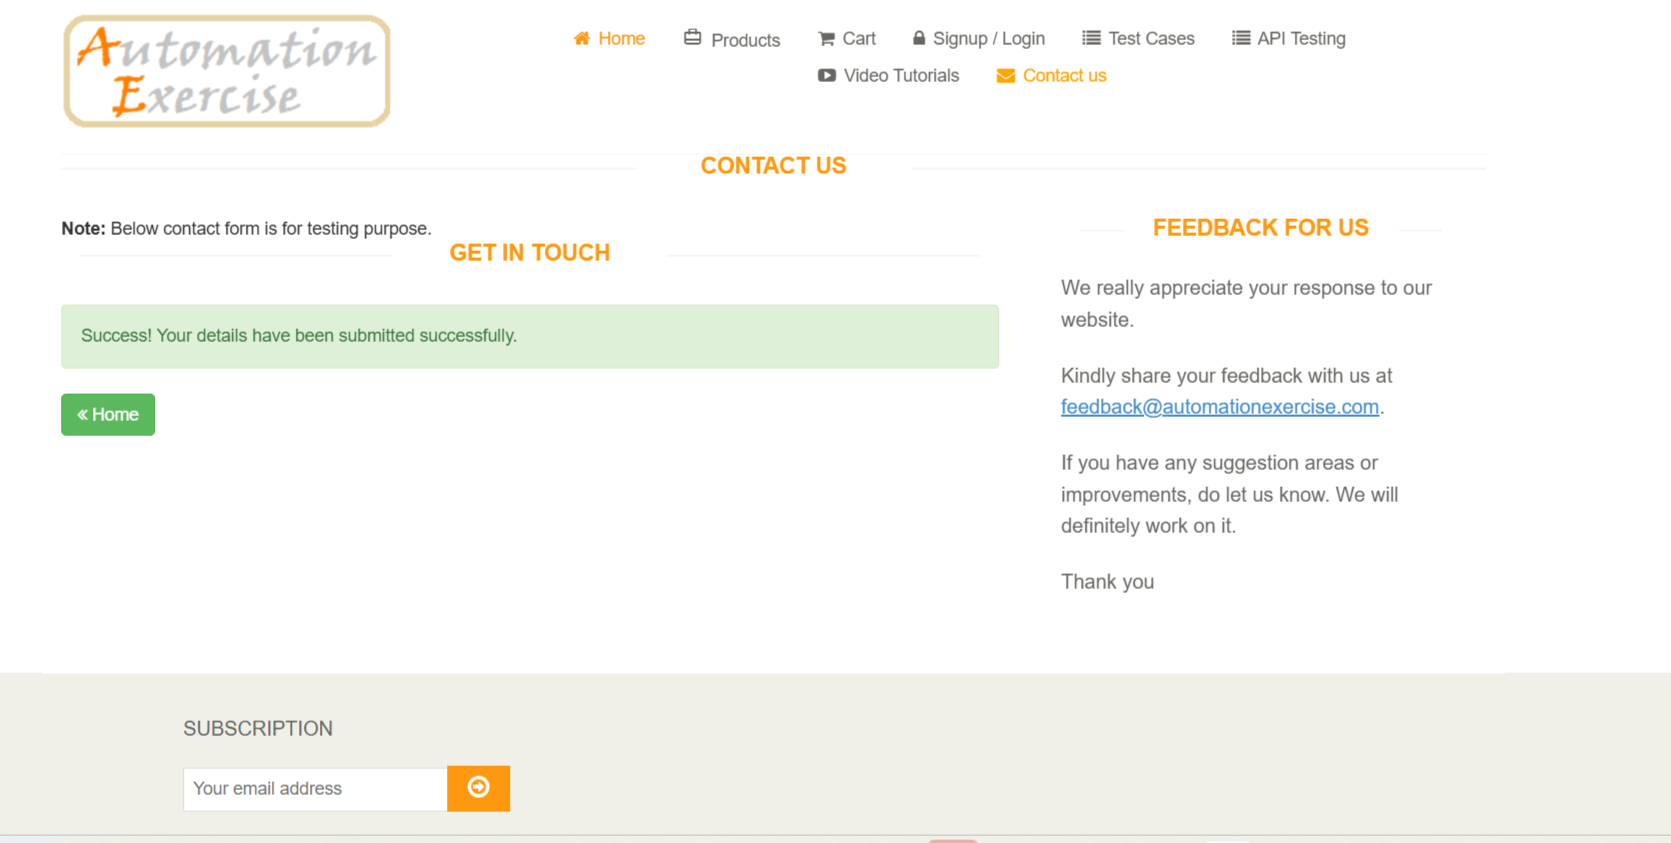 Automation
Exercise
Home Products Cart Signup / Login Test Cases API Testing
Video Tutorials Contact us
CONTACT US
Note: Below contact form is for testing purpose.
GET IN TOUCH
Success! Your details have been submitted successfully.
« Home
FEEDBACK FOR US
We really appreciate your response to our
website.
Kindly share your feedback with us at
feedback@automationexercise.com.
If you have any suggestion areas or
improvements, do let us know. We will
definitely work on it.
Thank you
SUBSCRIPTION
Your email address